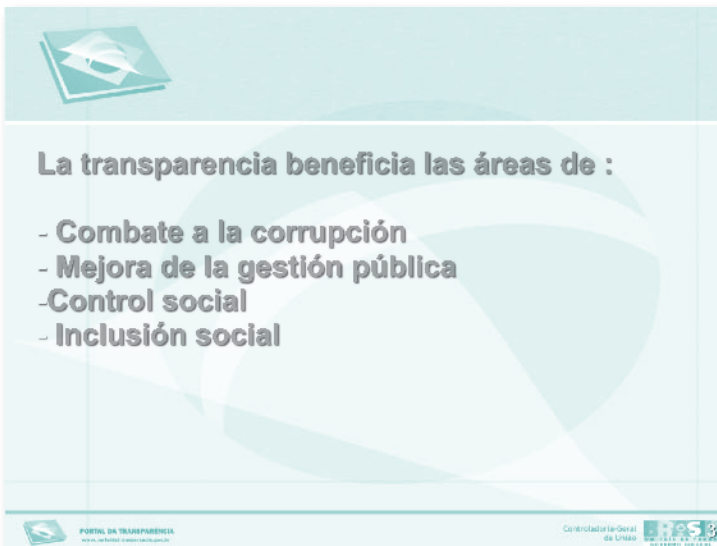 La transparencia beneficia las áreas de :
- Combate a la corrupción
- Mejora de la gestión pública
-Control social
- Inclusión social
PORTAL DA TRANSPARÊNCIA
Controladoria-Geral
da União
3